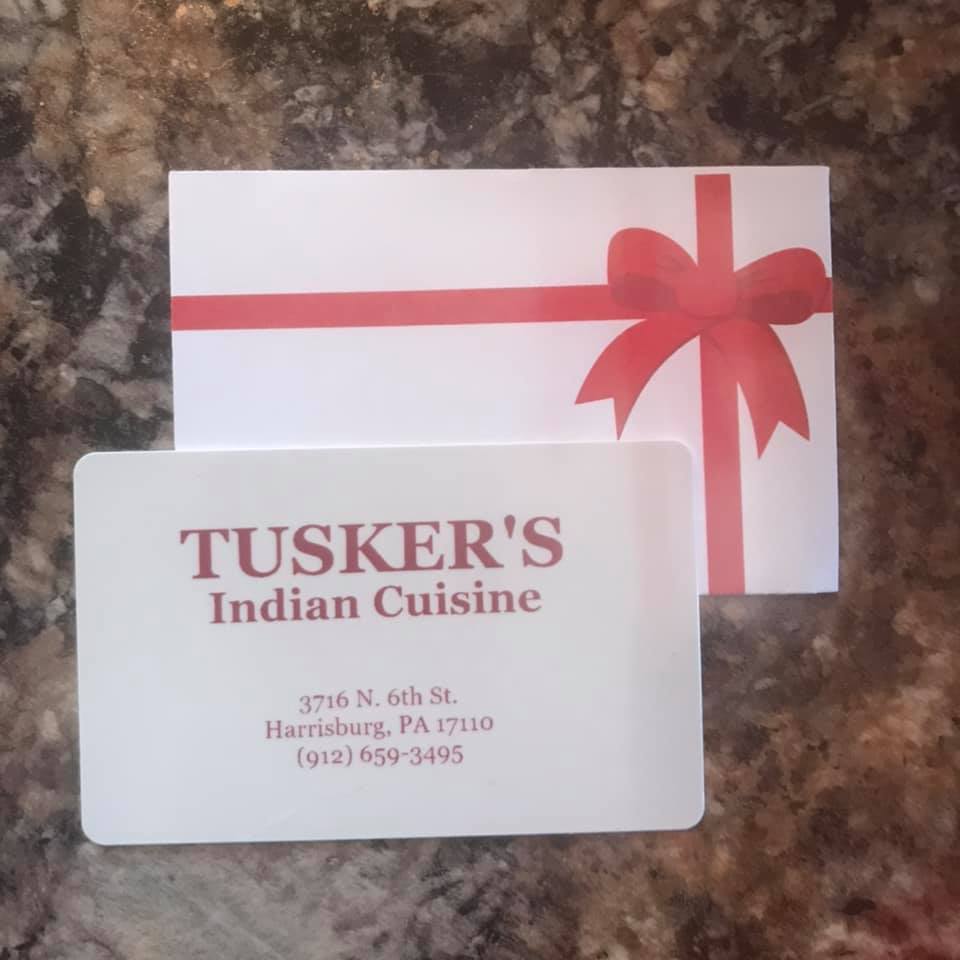 TUSKER'S
Indian Cuisine
3716 N. 6th St.
Harrisburg, PA 17110
(912) 659-3495